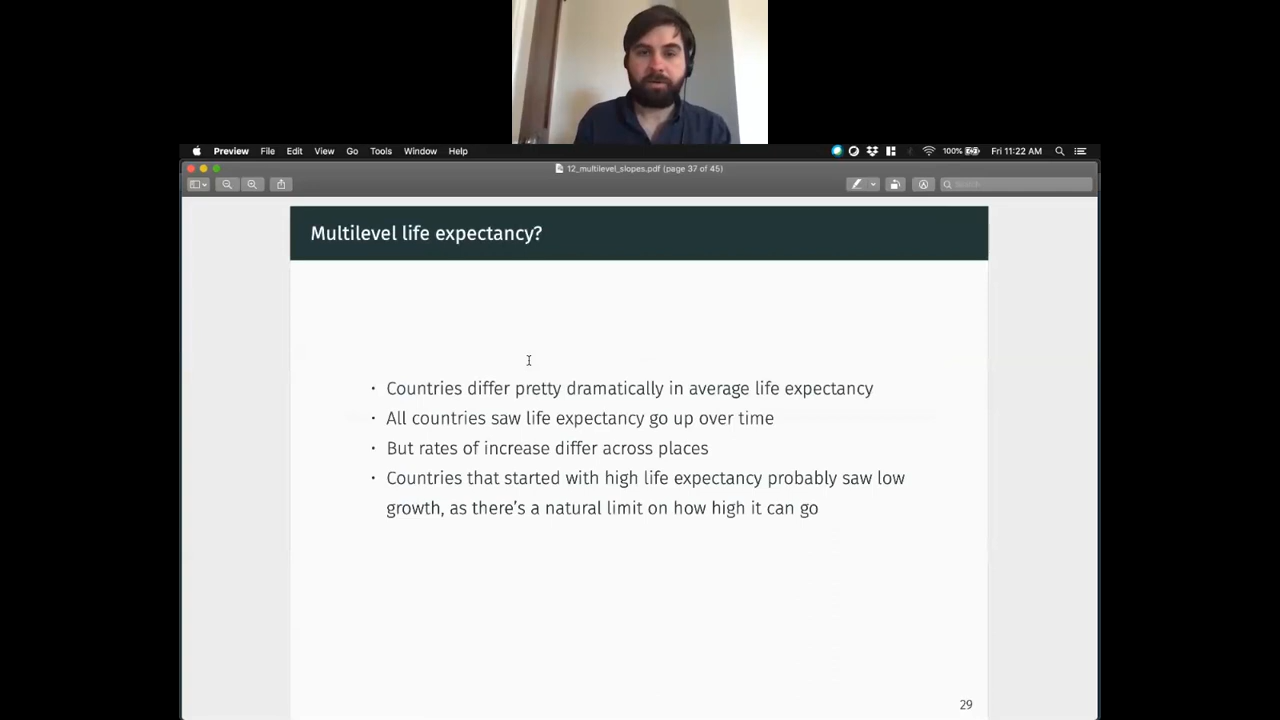 Preview File Edit View Go Tools Window Help 100% Fri 11:22 AM
12_multilevel_slopes.pdf (page 37 of 45)
Search
Multilevel life expectancy?
• Countries differ pretty dramatically in average life expectancy
• All countries saw life expectancy go up over time
• But rates of increase differ across places
• Countries that started with high life expectancy probably saw low
growth, as there's a natural limit on how high it can go
29